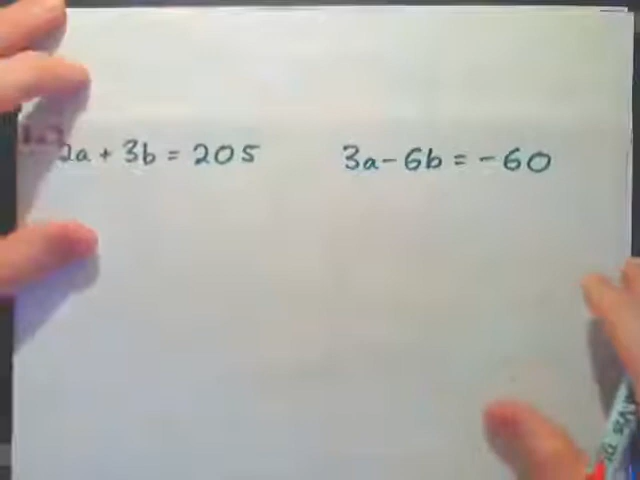 2a + 3b = 205
3a - 6b = -60